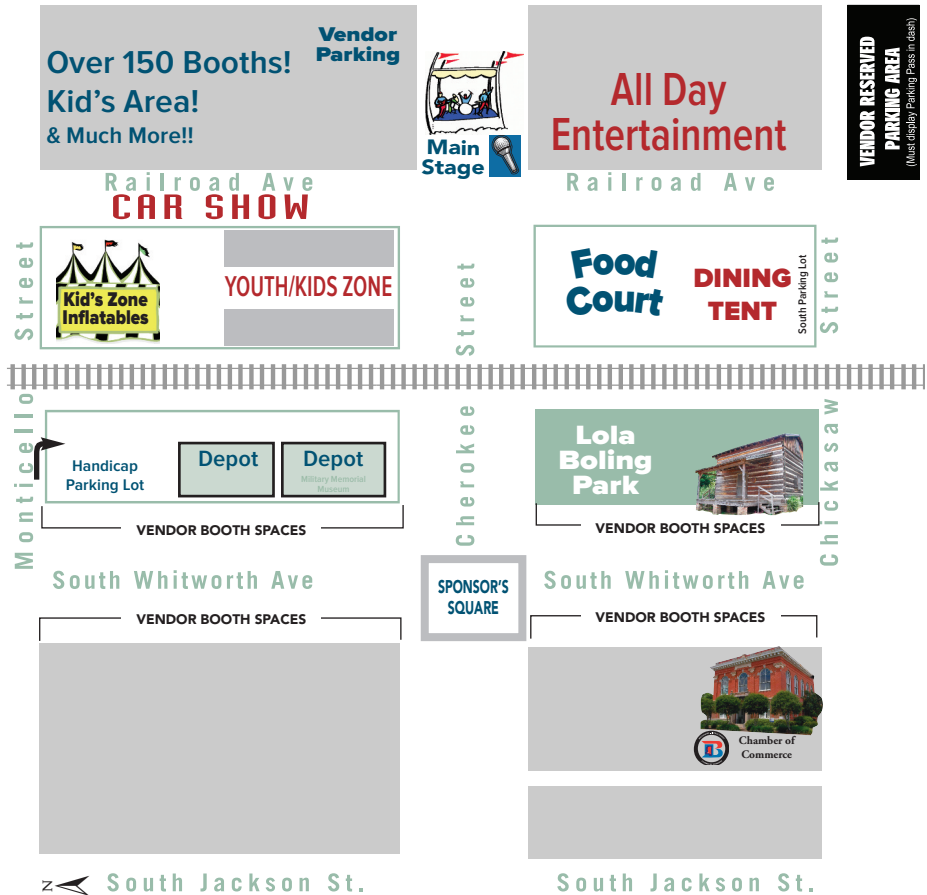 Over 150 Booths!
Kid's Area!
& Much More!!
Vendor
Parking
Main
Stage
All Day
Entertainment
VENDOR RESERVED
PARKING AREA
(Must display Parking Pass in dash)
Railroad Ave
Railroad Ave
CAR SHOW
Street
Kid's Zone
Inflatables
YOUTH/KIDS ZONE
Street
Food
Court
DINING
TENT
South Parking Lot
Street
Monticello
Handicap
Parking Lot
Depot
Depot
Military Memorial
Museum
Cherokee
Lola
Boling
Park
Chickasaw
VENDOR BOOTH SPACES
VENDOR BOOTH SPACES
South Whitworth Ave
SPONSOR'S
SQUARE
South Whitworth Ave
VENDOR BOOTH SPACES
VENDOR BOOTH SPACES
B
Chamber of
Commerce
N
South Jackson St.
South Jackson St.